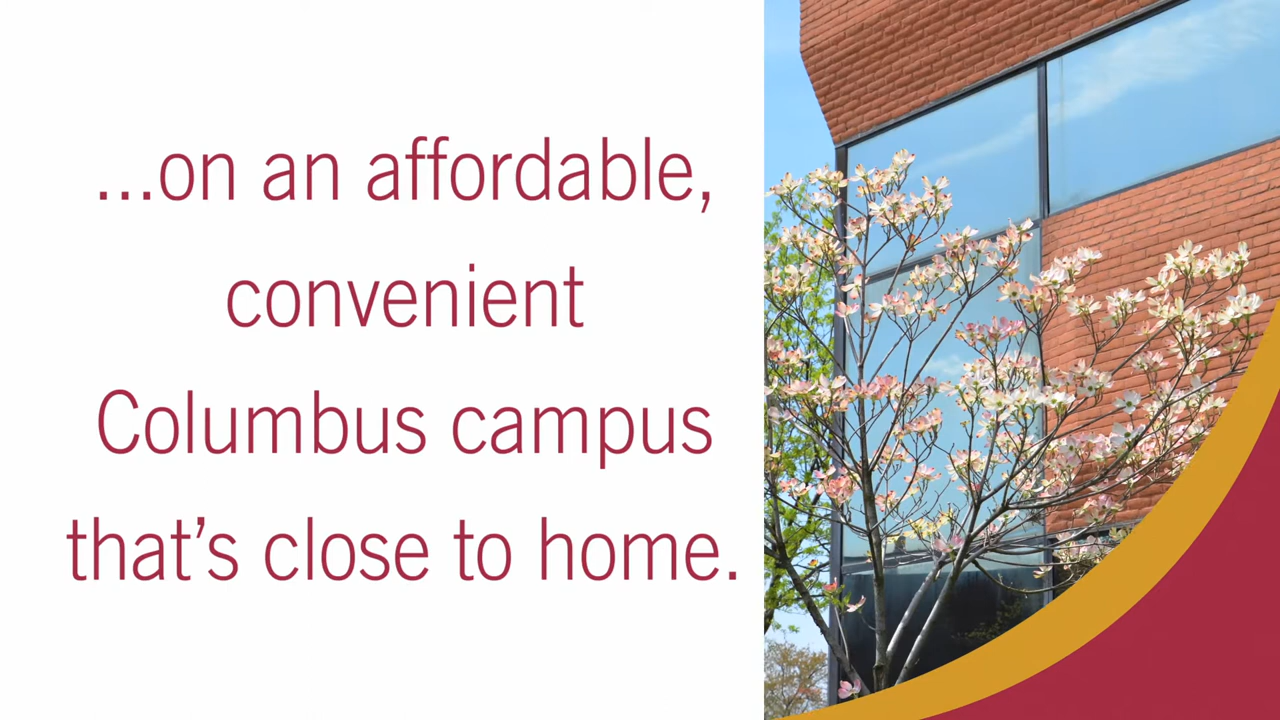 ...on an affordable,
convenient
Columbus campus
that’s close to home.